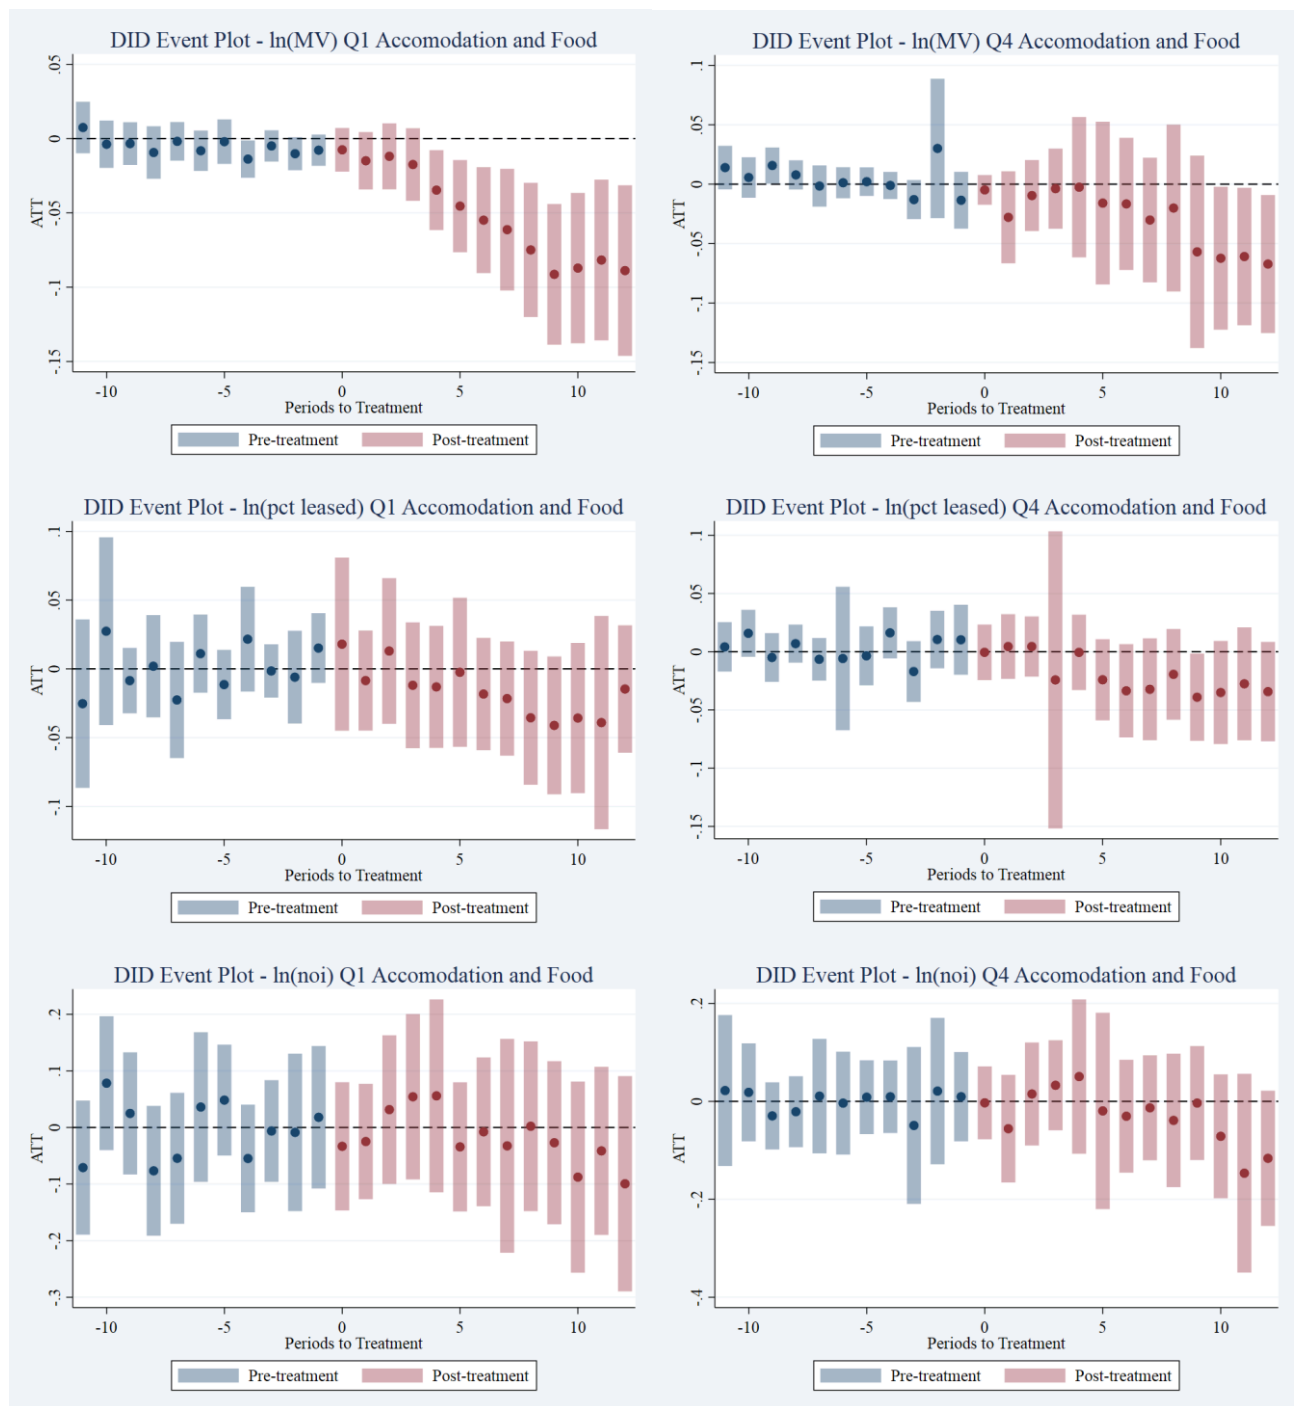 DID Event Plot - ln(MV) Q1 Accomodation and Food
.05
0
-.05
-.1
-.15
ATT
-10
-5
0
5
10
Periods to Treatment
Pre-treatment
Post-treatment
DID Event Plot - ln(MV) Q4 Accomodation and Food
.1
.05
0
-.05
-.1
-.15
ATT
-10
-5
0
5
10
Periods to Treatment
Pre-treatment
Post-treatment
DID Event Plot - ln(pct leased) Q1 Accomodation and Food
.1
.05
0
-.05
-.1
ATT
-10
-5
0
5
10
Periods to Treatment
Pre-treatment
Post-treatment
DID Event Plot - ln(pct leased) Q4 Accomodation and Food
.1
.05
0
-.05
-.1
-.15
ATT
-10
-5
0
5
10
Periods to Treatment
Pre-treatment
Post-treatment
DID Event Plot - ln(noi) Q1 Accomodation and Food
.2
.1
0
-.1
-.2
-.3
ATT
-10
-5
0
5
10
Periods to Treatment
Pre-treatment
Post-treatment
DID Event Plot - ln(noi) Q4 Accomodation and Food
.2
0
-.2
-.4
ATT
-10
-5
0
5
10
Periods to Treatment
Pre-treatment
Post-treatment